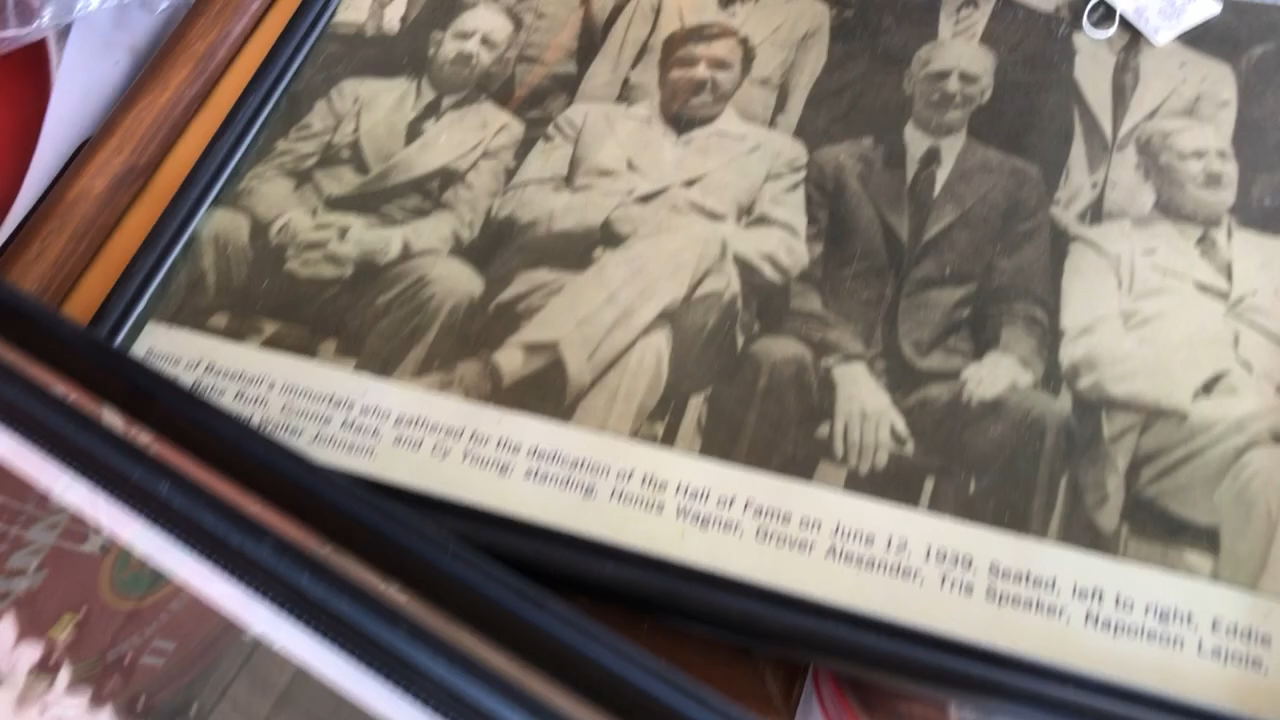 Some of Baseball's immortals who gathered for the dedication of the Hall of Fame on June 12, 1939. Seated, left to right, Eddie
Babe Ruth, Connie Mack, and Cy Young; standing, Honus Wagner, Grover Alexander, Tris Speaker, Napoleon Lajoie,
Walter Johnson.